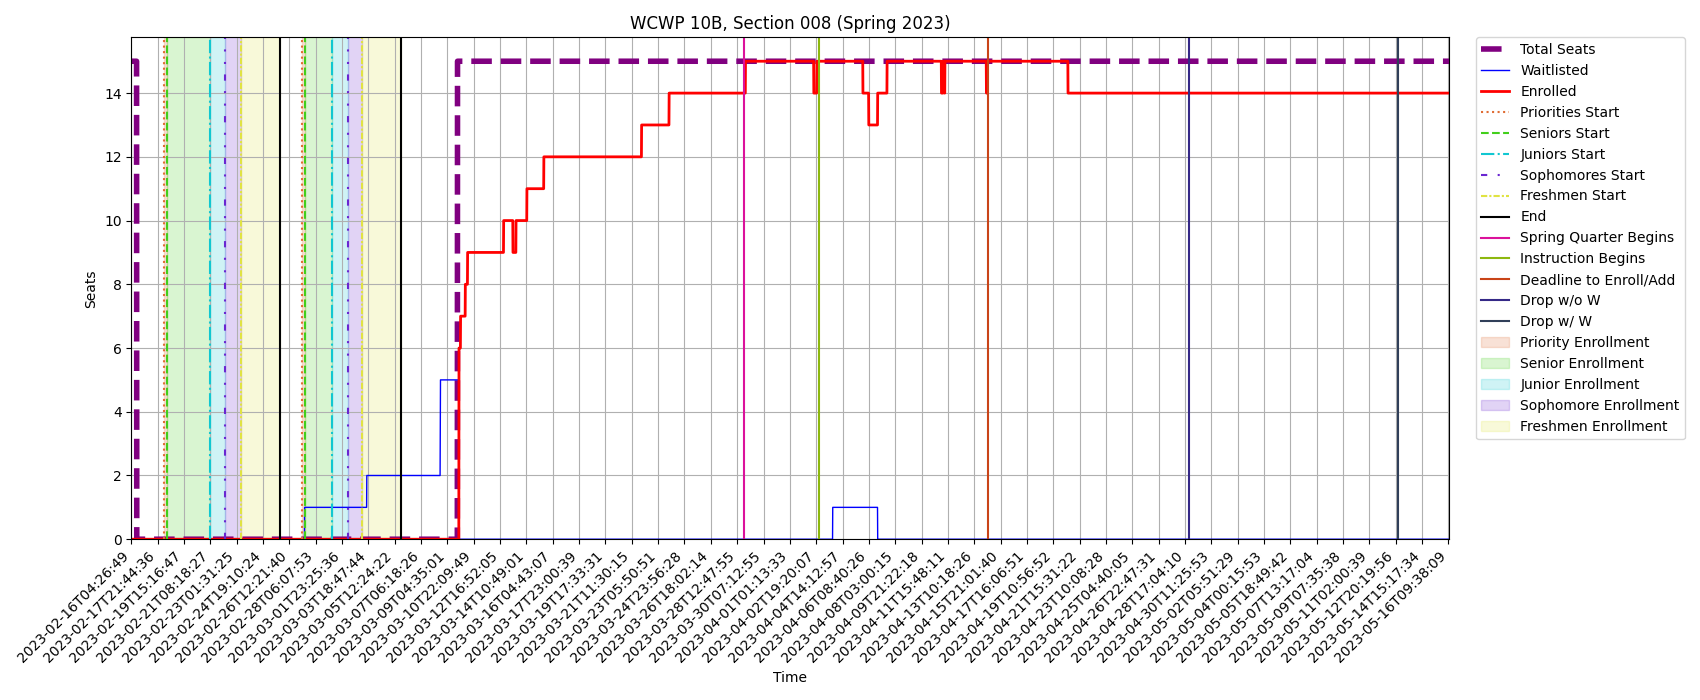 WCWP 10B, Section 008 (Spring 2023)
Seats
14
12
10
8
6
4
2
0
2023-02-16T04:26:49
2023-02-17T21:44:36
2023-02-19T15:16:47
2023-02-21T08:18:27
2023-02-23T01:31:25
2023-02-24T19:10:24
2023-02-26T12:21:40
2023-02-28T06:07:53
2023-03-01T23:25:36
2023-03-03T18:47:44
2023-03-05T12:24:22
2023-03-07T06:18:26
2023-03-09T04:35:01
2023-03-10T22:09:49
2023-03-12T16:52:05
2023-03-14T10:49:01
2023-03-16T04:43:07
2023-03-17T23:00:39
2023-03-19T17:33:31
2023-03-21T11:30:15
2023-03-23T05:50:51
2023-03-24T23:56:28
2023-03-26T18:02:14
2023-03-28T12:47:55
2023-03-30T07:12:55
2023-04-01T01:13:33
2023-04-02T19:20:07
2023-04-04T14:12:57
2023-04-06T08:40:26
2023-04-08T03:00:15
2023-04-09T21:22:18
2023-04-11T15:48:11
2023-04-13T10:18:26
2023-04-15T21:01:40
2023-04-17T16:06:51
2023-04-19T10:56:52
2023-04-21T15:31:22
2023-04-23T10:08:28
2023-04-25T04:40:05
2023-04-26T22:47:31
2023-04-28T17:04:10
2023-04-30T11:25:53
2023-05-02T05:51:29
2023-05-04T00:15:53
2023-05-05T18:49:42
2023-05-07T13:17:04
2023-05-09T07:35:38
2023-05-11T02:00:39
2023-05-12T20:19:56
2023-05-14T15:17:34
2023-05-16T09:38:09
Time
Total Seats
Waitlisted
Enrolled
Priorities Start
Seniors Start
Juniors Start
Sophomores Start
Freshmen Start
End
Spring Quarter Begins
Instruction Begins
Deadline to Enroll/Add
Drop w/o W
Drop w/ W
Priority Enrollment
Senior Enrollment
Junior Enrollment
Sophomore Enrollment
Freshmen Enrollment